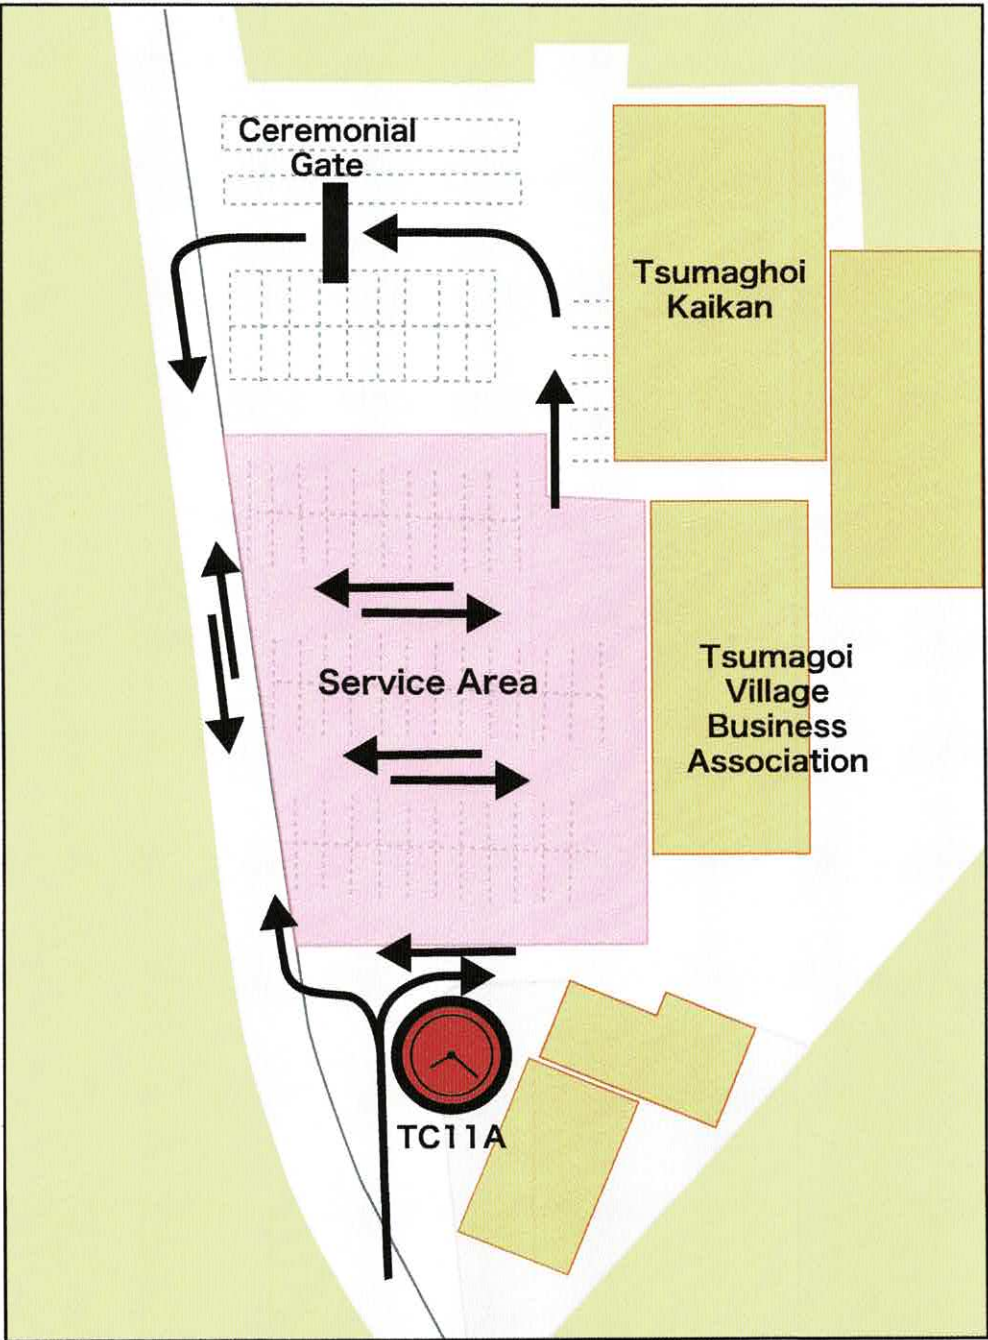 Ceremonial
Gate
Tsumaghoi
Kaikan
Service Area
Tsumagoi
Village
Business
Association
TC11A